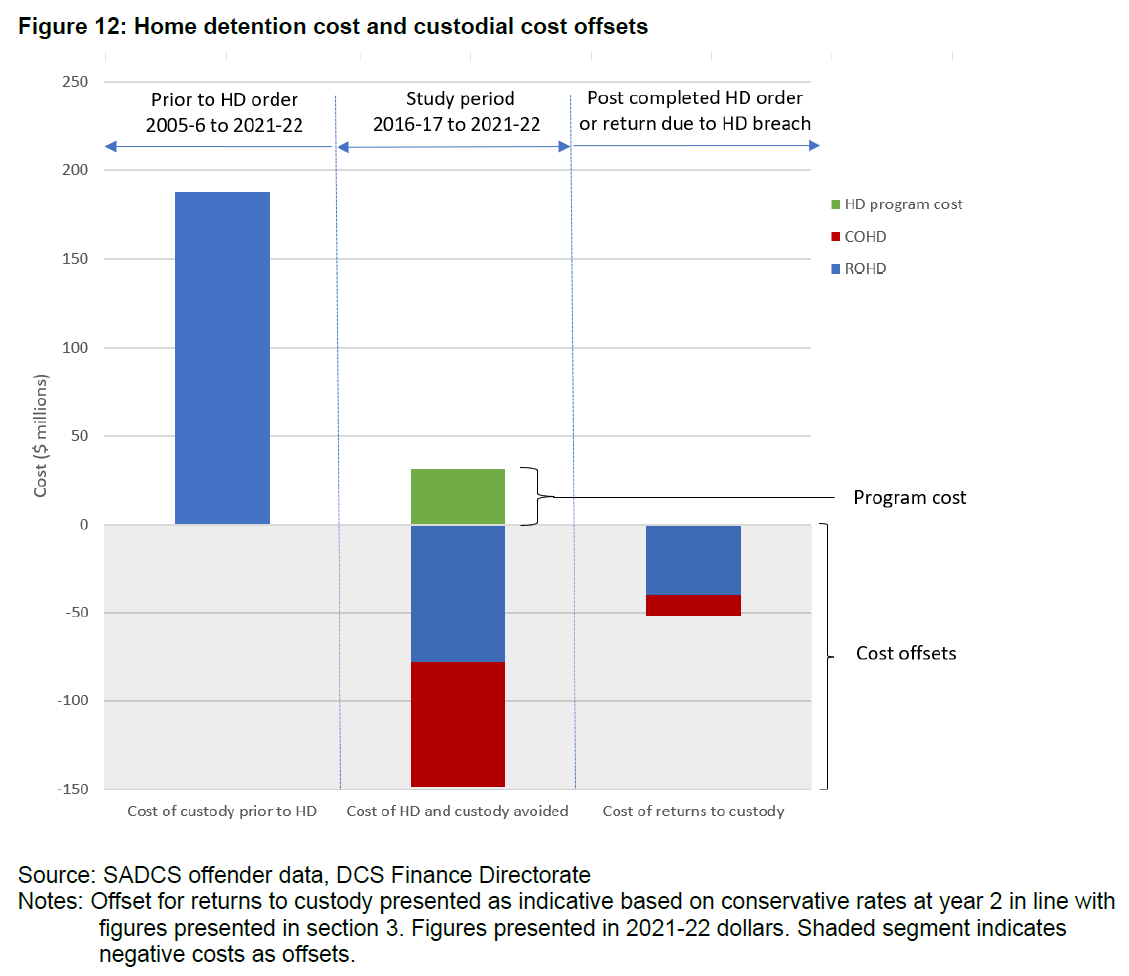 Figure 12: Home detention cost and custodial cost offsets
250
200
150
100
50
0
-50
-100
-150
Cost ($ millions)
Prior to HD order
2005-6 to 2021-22
Study period
2016-17 to 2021-22
Post completed HD order
or return due to HD breach
HD program cost
COHD
ROHD
Program cost
Cost offsets
Cost of custody prior to HD
Cost of HD and custody avoided
Cost of returns to custody
Source: SADCS offender data, DCS Finance Directorate
Notes: Offset for returns to custody presented as indicative based on conservative rates at year 2 in line with
figures presented in section 3. Figures presented in 2021-22 dollars. Shaded segment indicates
negative costs as offsets.